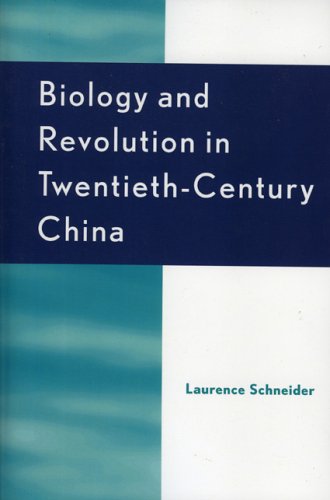 Biology and
Revolution in
Twentieth-Century
China
Laurence Schneider